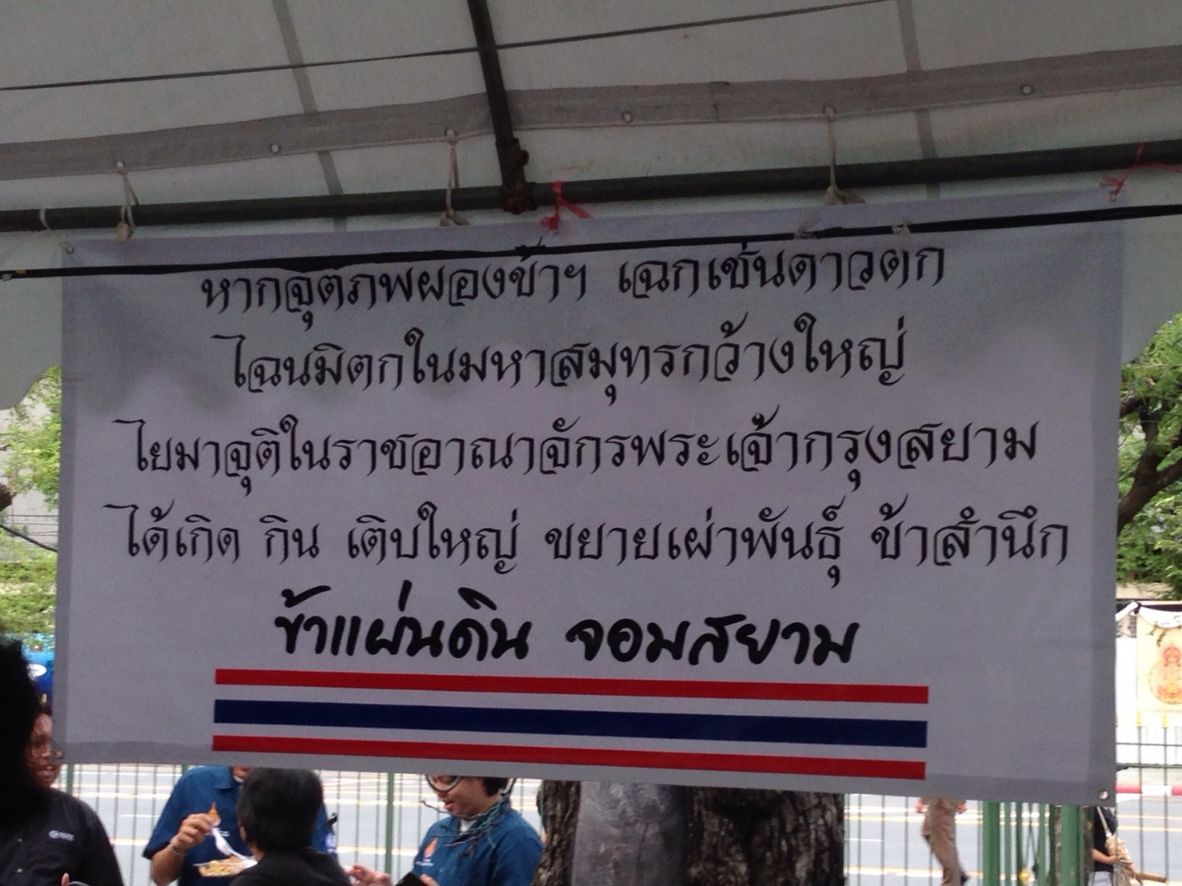 หากจุติภพผองข้าฯ เฉกเช่นดาวตก
ไฉนมิตกในมหาสมุทรกว้างใหญ่
ไยมาจุติในราชอาณาจักรพระเจ้ากรุงสยาม
ได้เกิด กิน เติบใหญ่ ขยายเผ่าพันธุ์ ข้าสำนึก
ข้าแผ่นดิน จอมสยาม